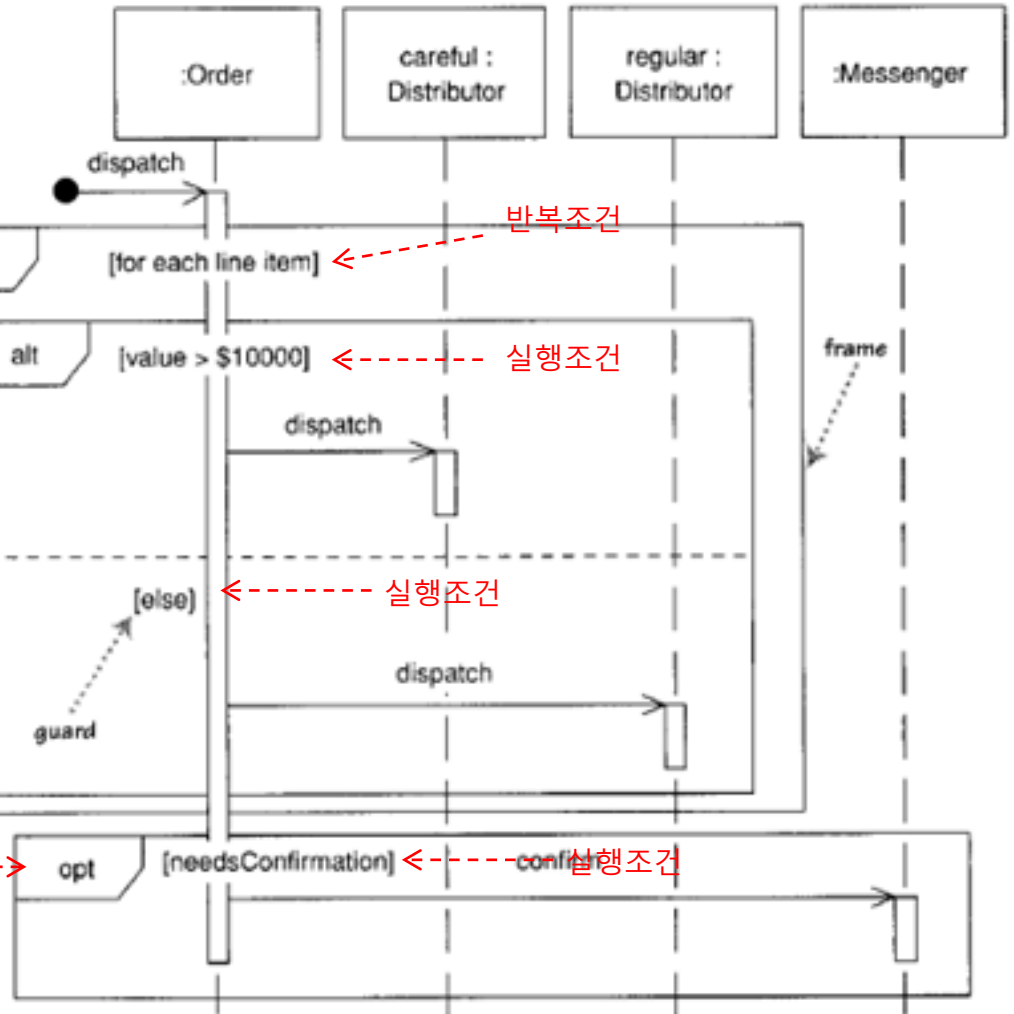 :Order
careful :
Distributor
regular :
Distributor
:Messenger
dispatch
반복조건
[for each line item]
alt
[value > $10000]
실행조건
frame
dispatch
[else]
실행조건
dispatch
guard
opt
[needsConfirmation]
confirm
실행조건